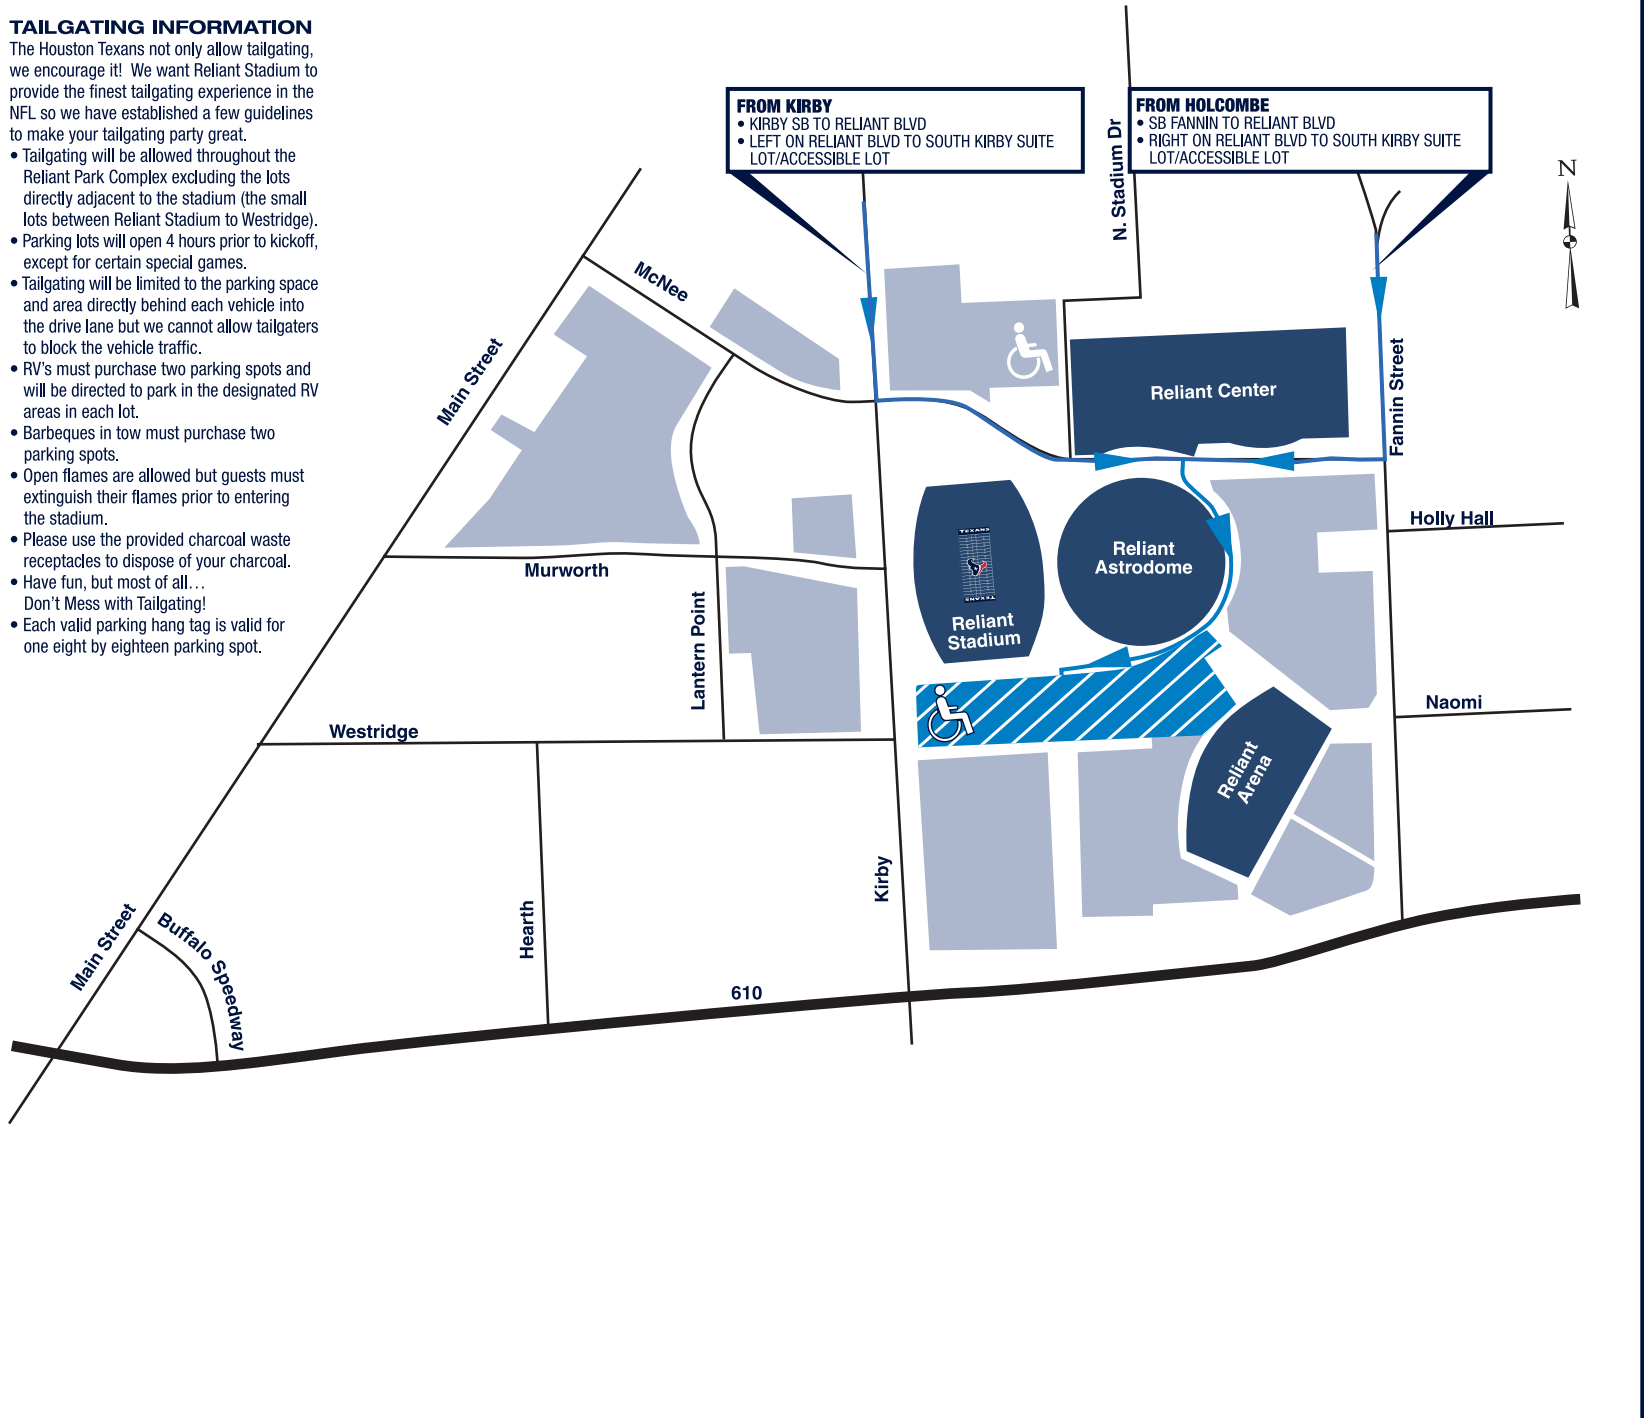 TAILGATING INFORMATION
The Houston Texans not only allow tailgating,
we encourage it!  We want Reliant Stadium to
provide the finest tailgating experience in the
NFL so we have established a few guidelines
to make your tailgating party great.
• Tailgating will be allowed throughout the
Reliant Park Complex excluding the lots
directly adjacent to the stadium (the small
lots between Reliant Stadium to Westridge).
• Parking lots will open 4 hours prior to kickoff,
except for certain special games.
• Tailgating will be limited to the parking space
and area directly behind each vehicle into
the drive lane but we cannot allow tailgaters
to block the vehicle traffic.
• RV's must purchase two parking spots and
will be directed to park in the designated RV
areas in each lot.
• Barbeques in tow must purchase two
parking spots.
• Open flames are allowed but guests must
extinguish their flames prior to entering
the stadium.
• Please use the provided charcoal waste
receptacles to dispose of your charcoal.
• Have fun, but most of all…
Don't Mess with Tailgating!
• Each valid parking hang tag is valid for
one eight by eighteen parking spot.
FROM KIRBY
• KIRBY SB TO RELIANT BLVD
• LEFT ON RELIANT BLVD TO SOUTH KIRBY SUITE
LOT/ACCESSIBLE LOT
FROM HOLCOMBE
• SB FANNIN TO RELIANT BLVD
• RIGHT ON RELIANT BLVD TO SOUTH KIRBY SUITE
LOT/ACCESSIBLE LOT
N
N. Stadium Dr
McNee
Main Street
Reliant Center
Fannin Street
Holly Hall
TEXANS
TEXANS
Reliant
Stadium
Reliant
Astrodome
Murworth
Lantern Point
Naomi
Westridge
Reliant
Arena
Kirby
Hearth
Main Street
Buffalo Speedway
610